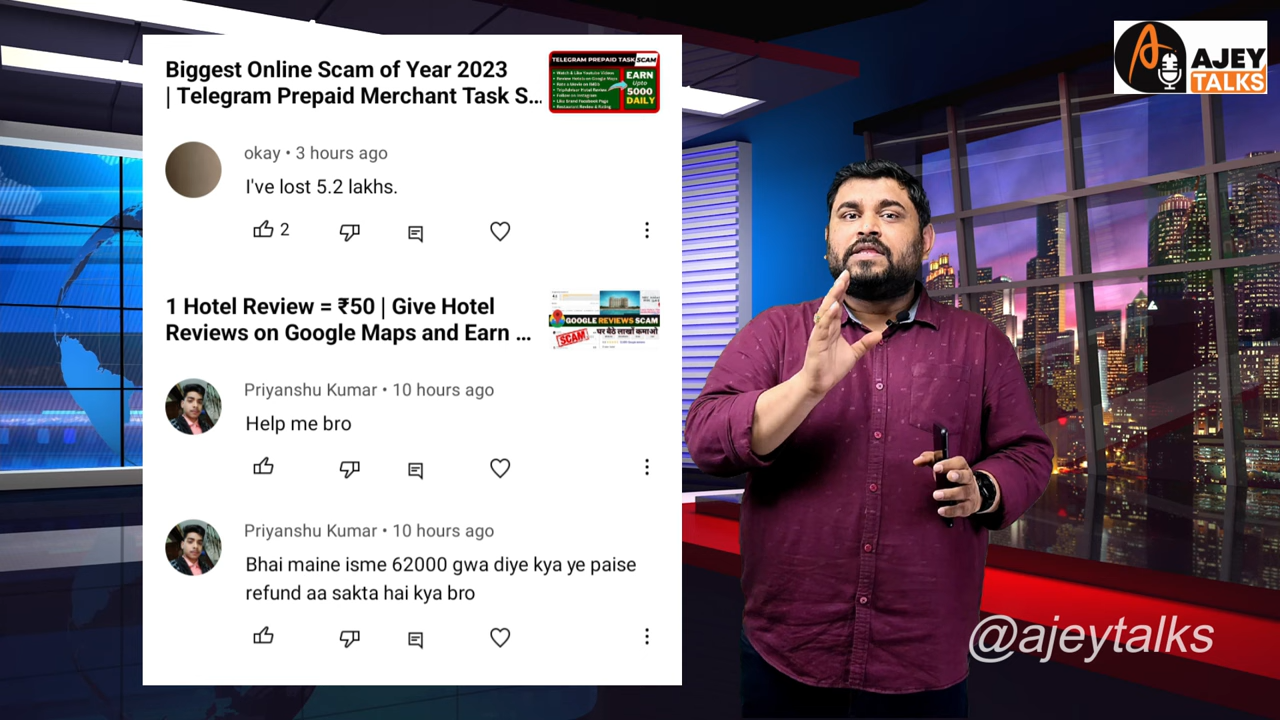 AJEY
TALKS
Biggest Online Scam of Year 2023
| Telegram Prepaid Merchant Task S...
TELEGRAM PREPAID TASK SCAM
EARN
Upto
5000
DAILY
okay • 3 hours ago
I've lost 5.2 lakhs.
2
1 Hotel Review = ₹50 | Give Hotel
Reviews on Google Maps and Earn ...
GOOGLE REVIEWS SCAM
SCAM
घर बैठे लाखों कमाओ
Priyanshu Kumar • 10 hours ago
Help me bro
Priyanshu Kumar • 10 hours ago
Bhai maine isme 62000 gwa diye kya ye paise
refund aa sakta hai kya bro
@ajeytalks